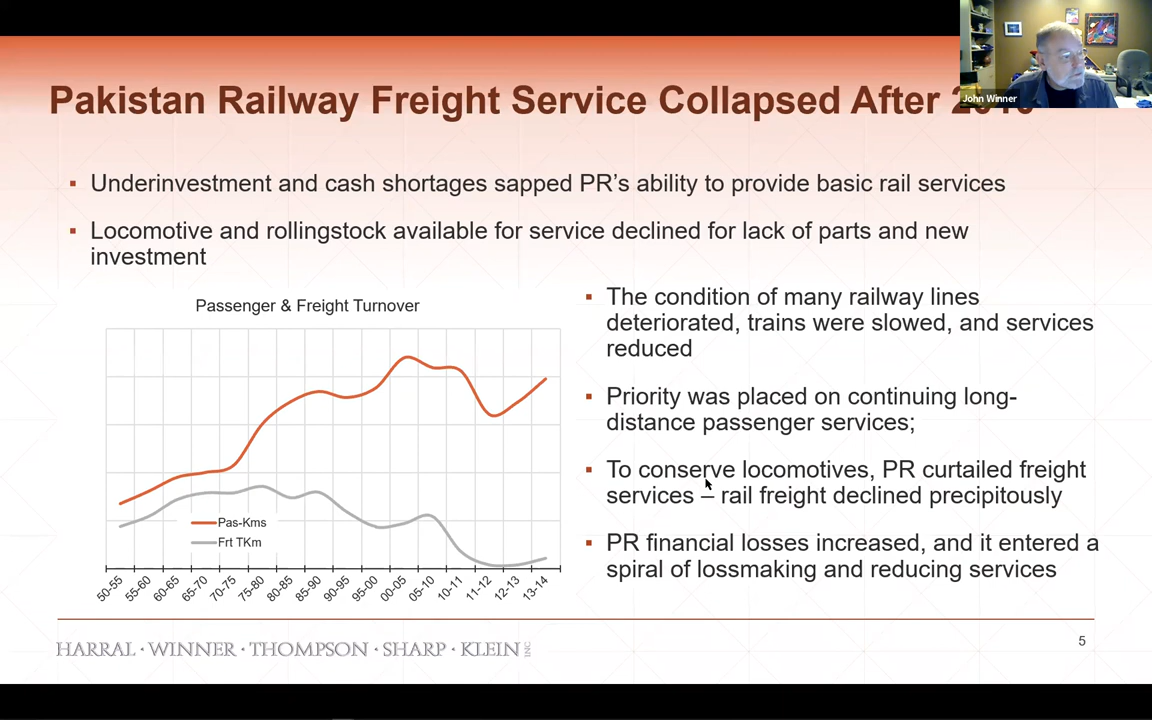 John Winner
Pakistan Railway Freight Service Collapsed After
▪ Underinvestment and cash shortages sapped PR's ability to provide basic rail services
▪ Locomotive and rollingstock available for service declined for lack of parts and new
investment
Passenger & Freight Turnover
Pas-Kms
Frt TKm
50-55
55-60
60-65
65-70
70-75
75-80
80-85
85-90
90-95
95-00
00-05
05-10
10-11
11-12
12-13
13-14
▪ The condition of many railway lines
deteriorated, trains were slowed, and services
reduced
▪ Priority was placed on continuing long-
distance passenger services;
▪ To conserve locomotives, PR curtailed freight
services – rail freight declined precipitously
▪ PR financial losses increased, and it entered a
spiral of lossmaking and reducing services
HARRAL · WINNER · THOMPSON · SHARP · KLEIN INC
5